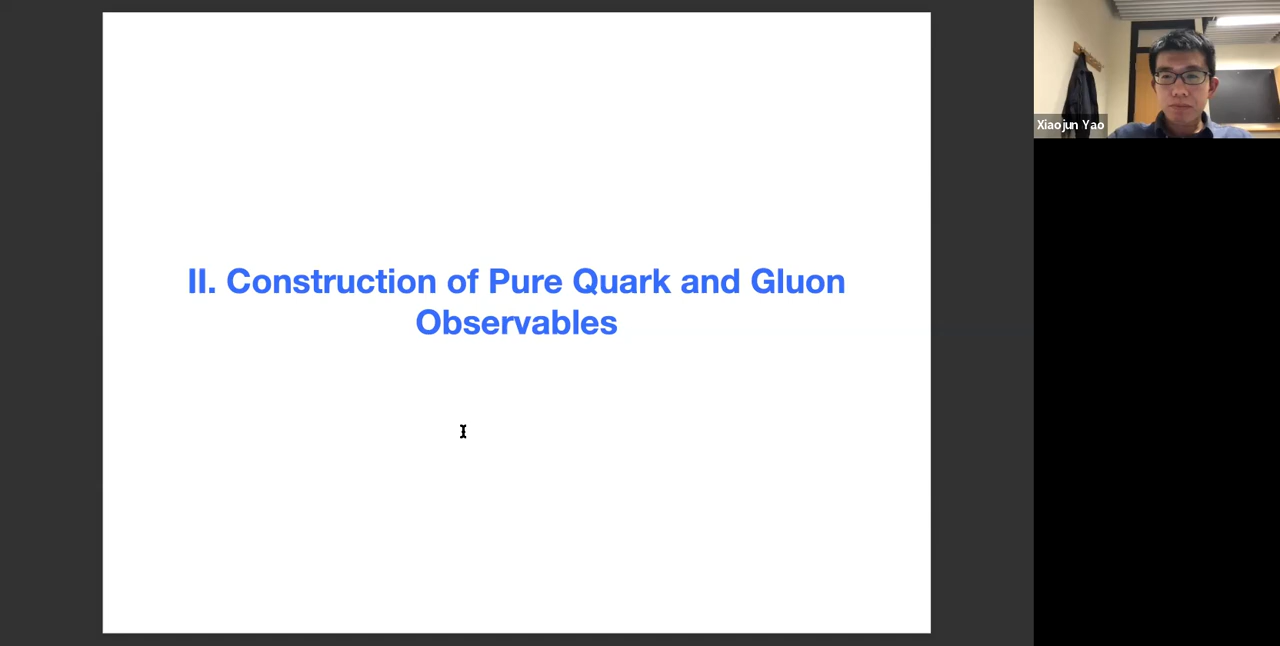 II. Construction of Pure Quark and Gluon
Observables
Xiaojun Yao